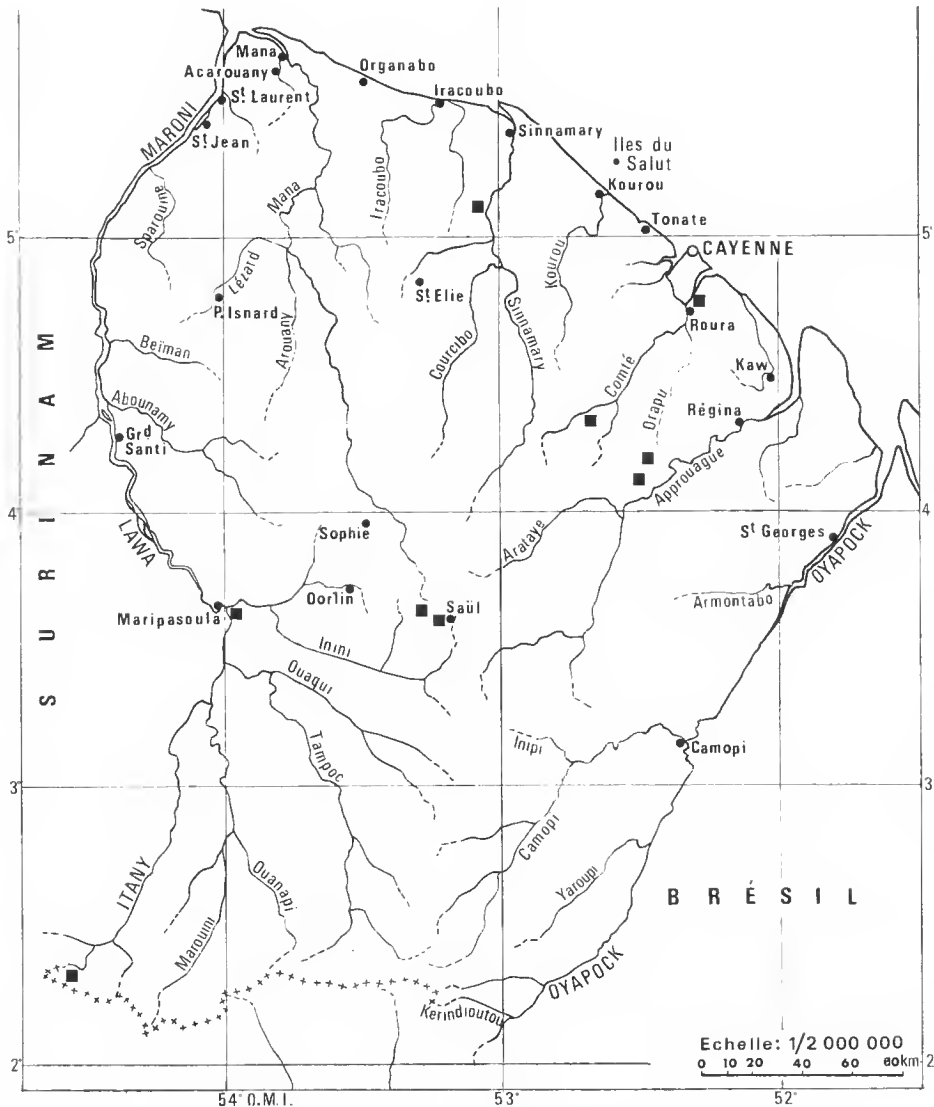 Mana
Acarouany
St Laurent
St Jean
MARONI
Organabo
Iracoubo
Sinnamary
Iles du
Salut
Kourou
Tonate
CAYENNE
Sparouine
Mana
Iracoubo
Kourou
5°
5°
Lézard
P. Isnard
St Elie
Arouany
Courcibo
Sinnamary
Roura
Comté
Kaw
Beïman
Orapu
Régina
Abounamy
Grd
Santi
Approuague
SURINAM
LAWA
4°
4°
Sophie
Arataye
St Georges
OYAPOCK
Dorlin
Saül
Armontabo
Maripasoula
Inini
Ouaqui
Inipi
Camopi
Tampoc
3°
3
Camopi
Yaroupi
ITANY
Ouanapi
Marouini
BRÉSIL
OYAPOCK
Kerindioutou
Echelle: 1/2 000 000
0 10 20 40 60 80km
2°
2
54° O.M.I.
53°
52°